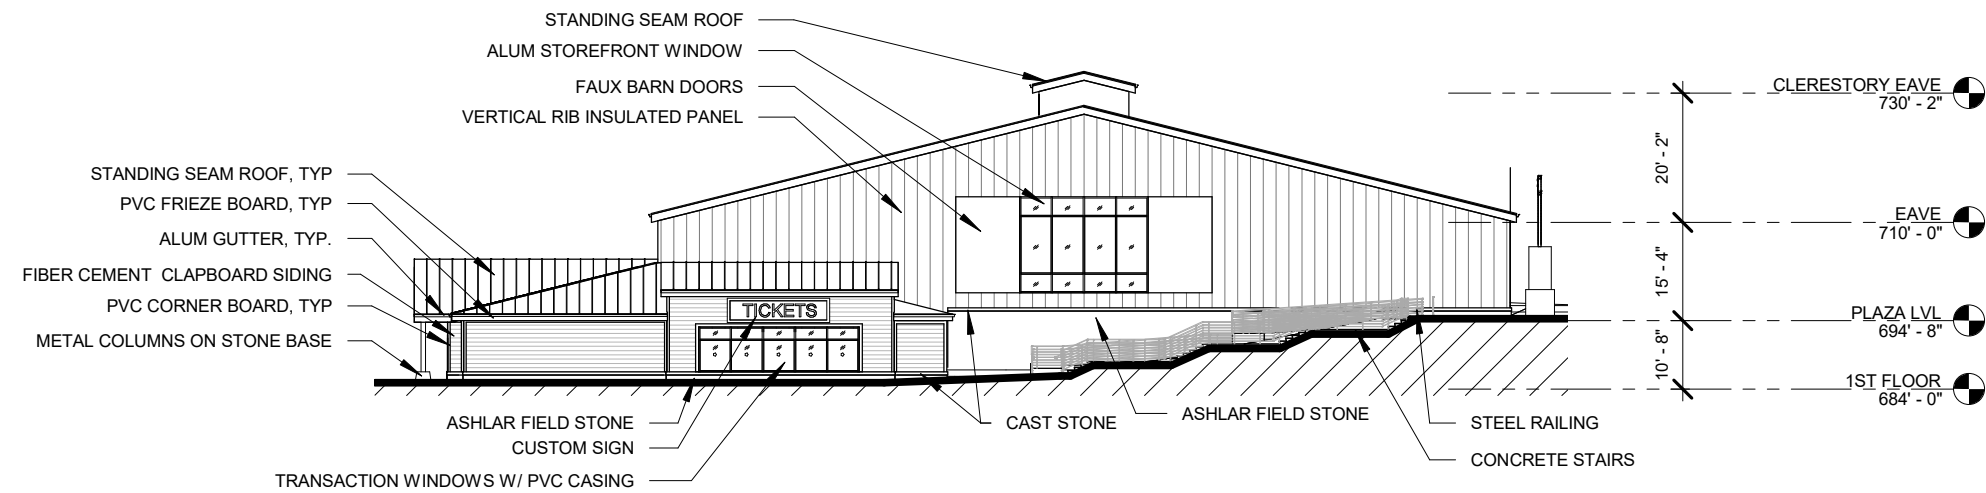 STANDING SEAM ROOF
ALUM STOREFRONT WINDOW
FAUX BARN DOORS
VERTICAL RIB INSULATED PANEL
STANDING SEAM ROOF, TYP
PVC FRIEZE BOARD, TYP
ALUM GUTTER, TYP.
FIBER CEMENT  CLAPBOARD SIDING
PVC CORNER BOARD, TYP
METAL COLUMNS ON STONE BASE
TICKETS
ASHLAR FIELD STONE
CUSTOM SIGN
TRANSACTION WINDOWS W/ PVC CASING
CAST STONE
ASHLAR FIELD STONE
STEEL RAILING
CONCRETE STAIRS
20' - 2"
15' - 4"
10' - 8"
CLERESTORY EAVE
730' - 2"
EAVE
710' - 0"
PLAZA LVL
694' - 8"
1ST FLOOR
684' - 0"